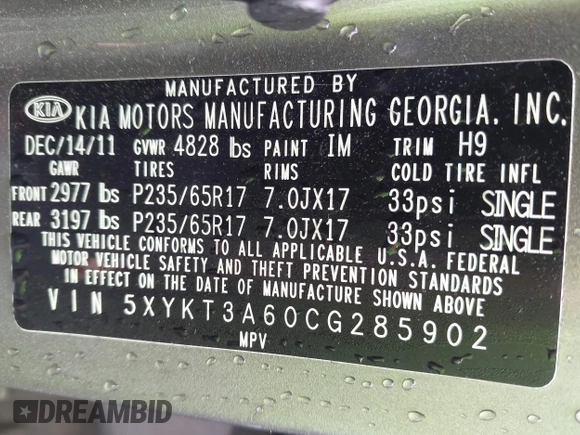 MANUFACTURED BY
KIA KIA MOTORS MANUFACTURING GEORGIA, INC.
DEC/14/11 GVWR 4828 lbs PAINT IM TRIM H9
GAWR TIRES RIMS COLD TIRE INFL
FRONT 2977 lbs P235/65R17 7.0JX17 33psi SINGLE
REAR 3197 lbs P235/65R17 7.0JX17 33psi SINGLE
THIS VEHICLE CONFORMS TO ALL APPLICABLE U.S.A. FEDERAL
MOTOR VEHICLE SAFETY AND THEFT PREVENTION STANDARDS
IN EFFECT ON THE DATE OF MANUFACTURE SHOWN ABOVE
VIN 5XYKT3A60CG285902
MPV
DREAMBID